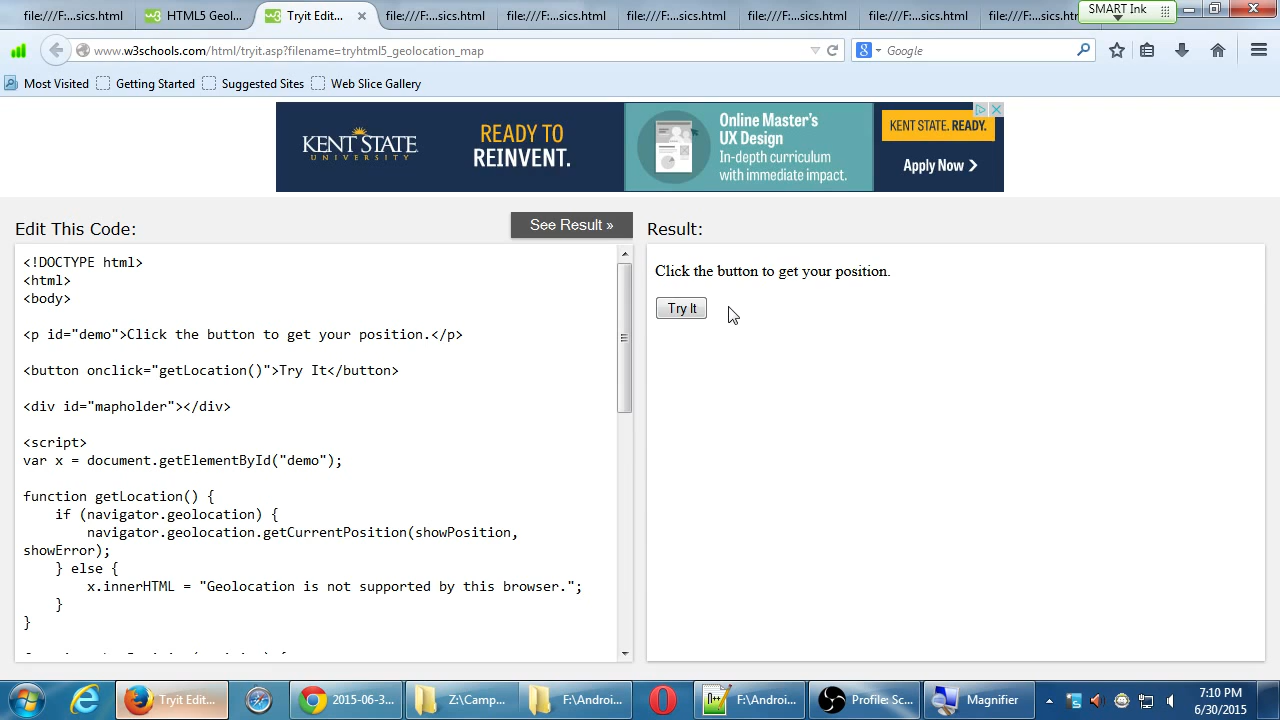 file:///F:...sics.html
HTML5 Geol...
Tryit Edit...
file:///F:...sics.html
file:///F:...sics.html
file:///F:...sics.html
file:///F:...sics.html
file:///F:...sics.html
file:///F:...sics.htm
SMART Ink
www.w3schools.com/html/tryit.asp?filename=tryhtml5_geolocation_map
Google
Most Visited
Getting Started
Suggested Sites
Web Slice Gallery
KENT STATE
UNIVERSITY
READY TO
REINVENT.
Online Master's
UX Design
In-depth curriculum
with immediate impact.
KENT STATE. READY.
Apply Now
Edit This Code:
See Result »
Result:
<!DOCTYPE html>
<html>
<body>
<p id="demo">Click the button to get your position.</p>
<button onclick="getLocation()">Try It</button>
<div id="mapholder"></div>
<script>
var x = document.getElementById("demo");
function getLocation() {
if (navigator.geolocation) {
navigator.geolocation.getCurrentPosition(showPosition,
showError);
} else {
x.innerHTML = "Geolocation is not supported by this browser.";
}
}
Click the button to get your position.
Try It
Tryit Edit...
2015-06-3...
Z:\Camp...
F:\Androi...
F:\Androi...
Profile: Sc...
Magnifier
7:10 PM
6/30/2015